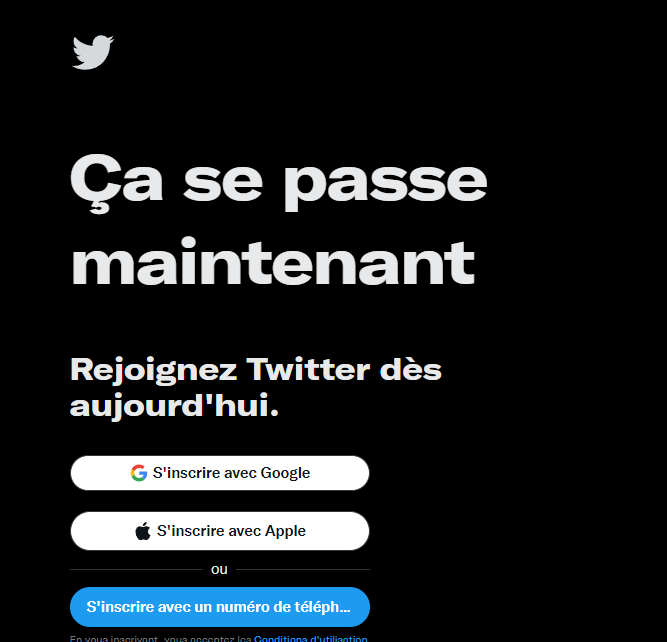 Ça se passe
maintenant
Rejoignez Twitter dès
aujourd'hui.
S'inscrire avec Google
S'inscrire avec Apple
ou
S'inscrire avec un numéro de téléph...
En vous inscrivant, vous acceptez les Conditions d'utilisation